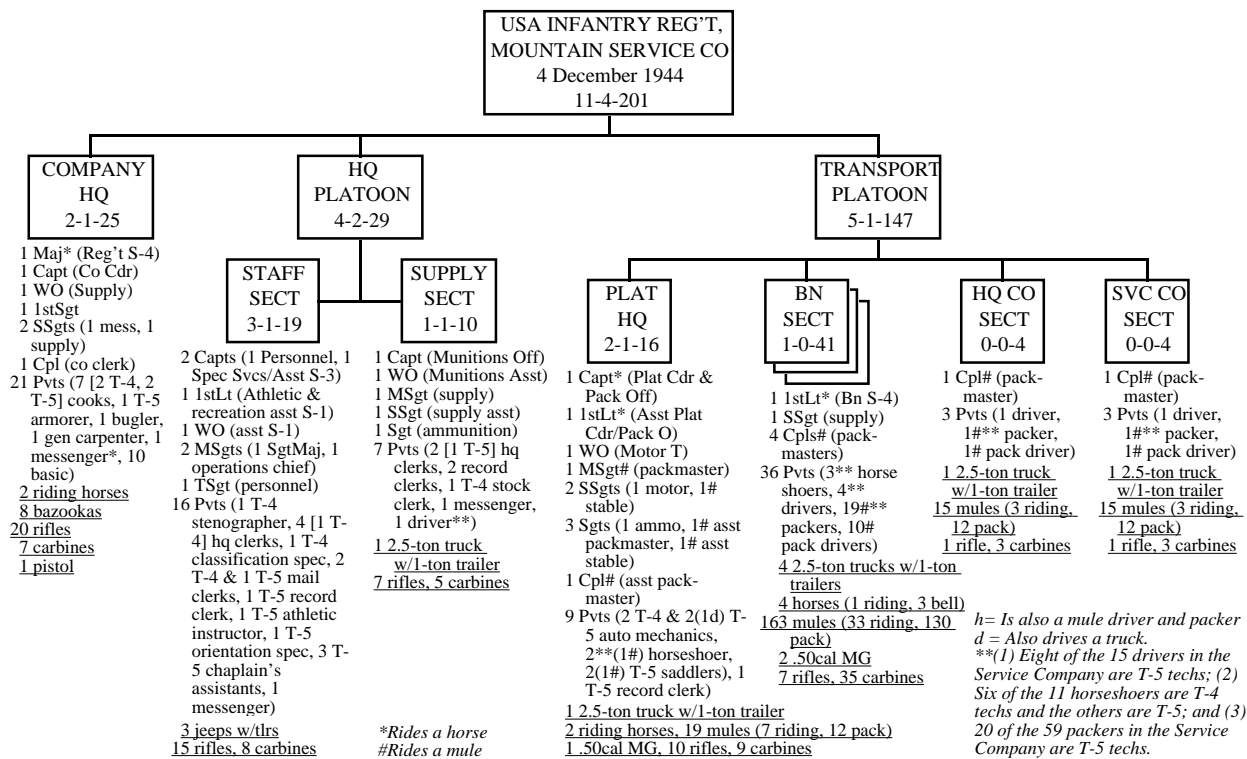 USA INFANTRY REG'T,
MOUNTAIN SERVICE CO
4 December 1944
11-4-201
COMPANY
HQ
2-1-25
1 Maj* (Reg't S-4)
1 Capt (Co Cdr)
1 WO (Supply)
1 1stSgt
2 SSgts (1 mess, 1
supply)
1 Cpl (co clerk)
21 Pvts (7 [2 T-4, 2
T-5] cooks, 1 T-5
armorer, 1 bugler,
1 gen carpenter, 1
messenger*, 10
basic)
2 riding horses
8 bazookas
20 rifles
7 carbines
1 pistol
HQ
PLATOON
4-2-29
STAFF
SECT
3-1-19
2 Capts (1 Personnel, 1
Spec Svcs/Asst S-3)
1 1stLt (Athletic &
recreation asst S-1)
1 WO (asst S-1)
2 MSgts (1 SgtMaj, 1
operations chief)
1 TSgt (personnel)
16 Pvts (1 T-4
stenographer, 4 [1 T-
4] hq clerks, 1 T-4
classification spec, 2
T-4 & 1 T-5 mail
clerks, 1 T-5 record
clerk, 1 T-5 athletic
instructor, 1 T-5
orientation spec, 3 T-
5 chaplain's
assistants, 1
messenger)
3 jeeps w/tlrs
15 rifles, 8 carbines
SUPPLY
SECT
1-1-10
1 Capt (Munitions Off)
1 WO (Munitions Asst)
1 MSgt (supply)
1 SSgt (supply asst)
1 Sgt (ammunition)
7 Pvts (2 [1 T-5] hq
clerks, 2 record
clerks, 1 T-4 stock
clerk, 1 messenger,
1 driver**)
1 2.5-ton truck
w/1-ton trailer
7 rifles, 5 carbines
*Rides a horse
#Rides a mule
TRANSPORT
PLATOON
5-1-147
PLAT
HQ
2-1-16
1 Capt* (Plat Cdr &
Pack Off)
1 1stLt* (Asst Plat
Cdr/Pack O)
1 WO (Motor T)
1 MSgt# (packmaster)
2 SSgts (1 motor, 1#
stable)
3 Sgts (1 ammo, 1# asst
packmaster, 1# asst
stable)
1 Cpl# (asst pack-
master)
9 Pvts (2 T-4 & 2(1d) T-
5 auto mechanics,
2**(1#) horseshoer,
2(1#) T-5 saddlers), 1
T-5 record clerk)
1 2.5-ton truck w/1-ton trailer
2 riding horses, 19 mules (7 riding, 12 pack)
1 .50cal MG, 10 rifles, 9 carbines
BN
SECT
1-0-41
1 1stLt* (Bn S-4)
1 SSgt (supply)
4 Cpls# (pack-
masters)
36 Pvts (3** horse
shoers, 4**
drivers, 19#**
packers, 10#
pack drivers)
4 2.5-ton trucks w/1-ton
trailers
4 horses (1 riding, 3 bell)
163 mules (33 riding, 130
pack)
2 .50cal MG
7 rifles, 35 carbines
HQ CO
SECT
0-0-4
1 Cpl# (pack-
master)
3 Pvts (1 driver,
1#** packer,
1# pack driver)
1 2.5-ton truck
w/1-ton trailer
15 mules (3 riding,
12 pack)
1 rifle, 3 carbines
SVC CO
SECT
0-0-4
1 Cpl# (pack-
master)
3 Pvts (1 driver,
1#** packer,
1# pack driver)
1 2.5-ton truck
w/1-ton trailer
15 mules (3 riding,
12 pack)
1 rifle, 3 carbines
h= Is also a mule driver and packer
d = Also drives a truck.
**(1) Eight of the 15 drivers in the
Service Company are T-5 techs; (2)
Six of the 11 horseshoers are T-4
techs and the others are T-5; and (3)
20 of the 59 packers in the Service
Company are T-5 techs.